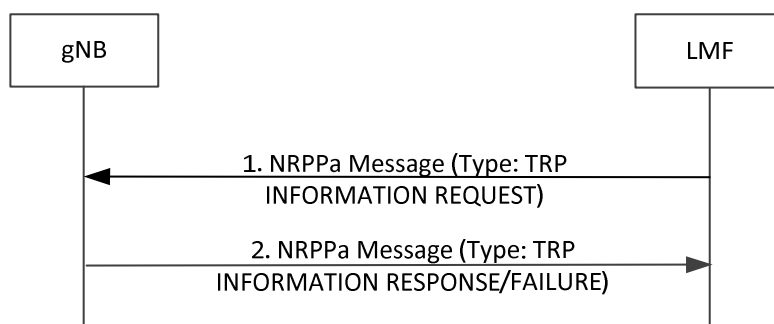 gNB
LMF
1. NRPPa Message (Type: TRP
INFORMATION REQUEST)
2. NRPPa Message (Type: TRP
INFORMATION RESPONSE/FAILURE)